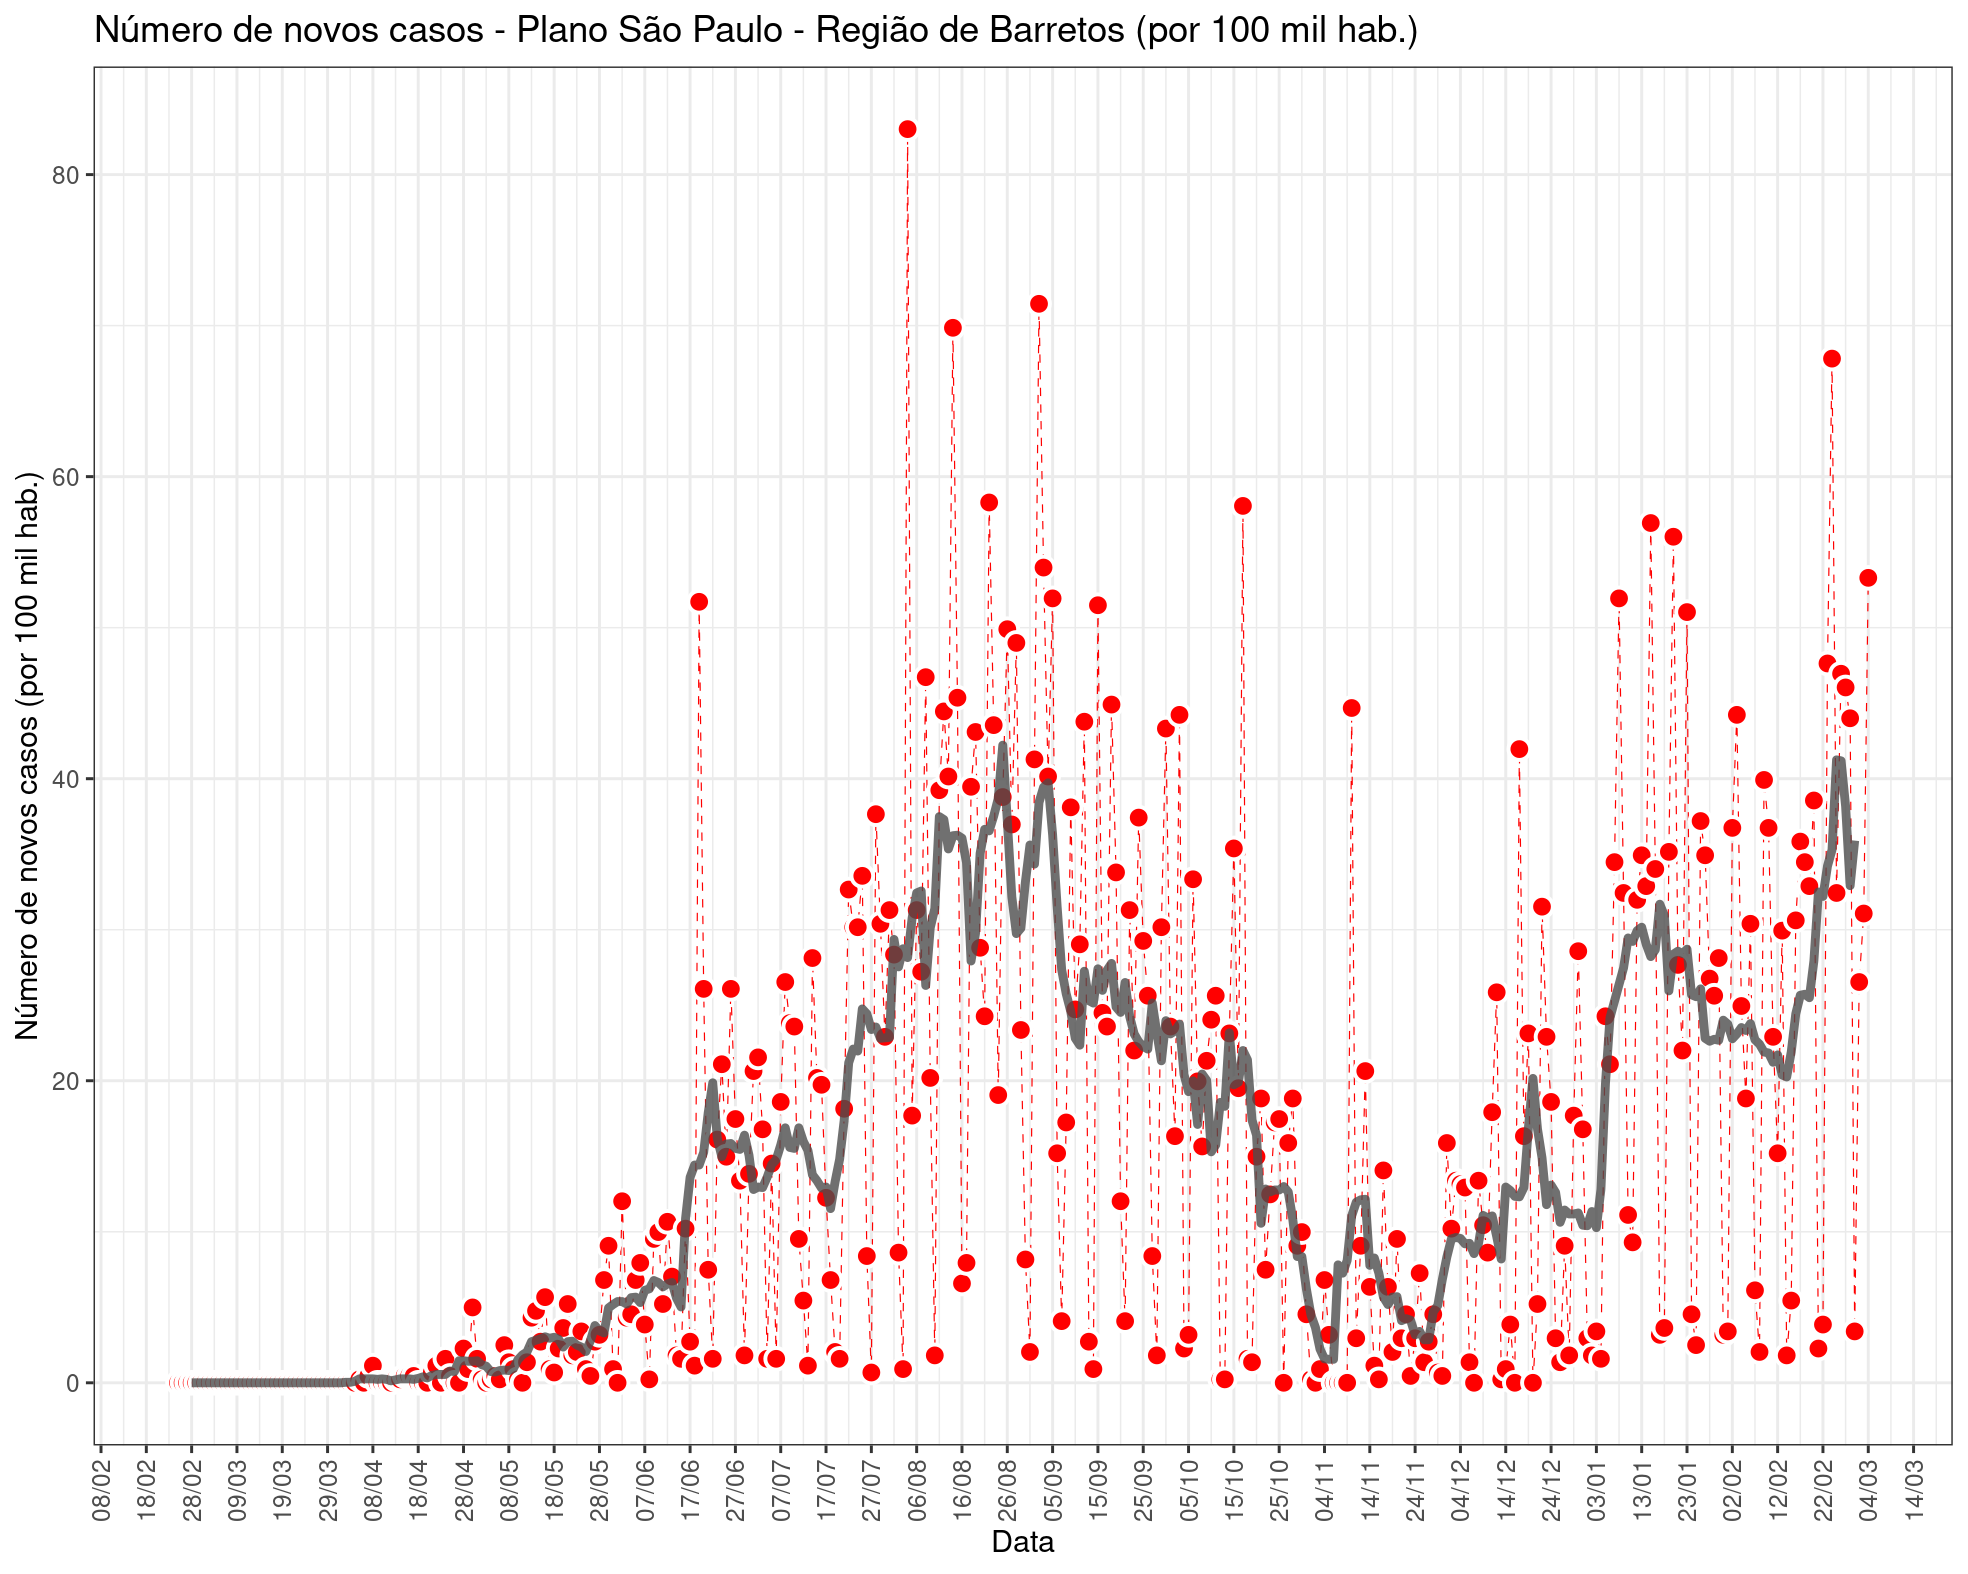 Número de novos casos - Plano São Paulo - Região de Barretos (por 100 mil hab.)
Número de novos casos (por 100 mil hab.)
80
60
40
20
0
08/02 18/02 28/02 09/03 19/03 29/03 08/04 18/04 28/04 08/05 18/05 28/05 07/06 17/06 27/06 07/07 17/07 27/07 06/08 16/08 26/08 05/09 15/09 25/09 05/10 15/10 25/10 04/11 14/11 24/11 04/12 14/12 24/12 03/01 13/01 23/01 02/02 12/02 22/02 04/03 14/03
Data